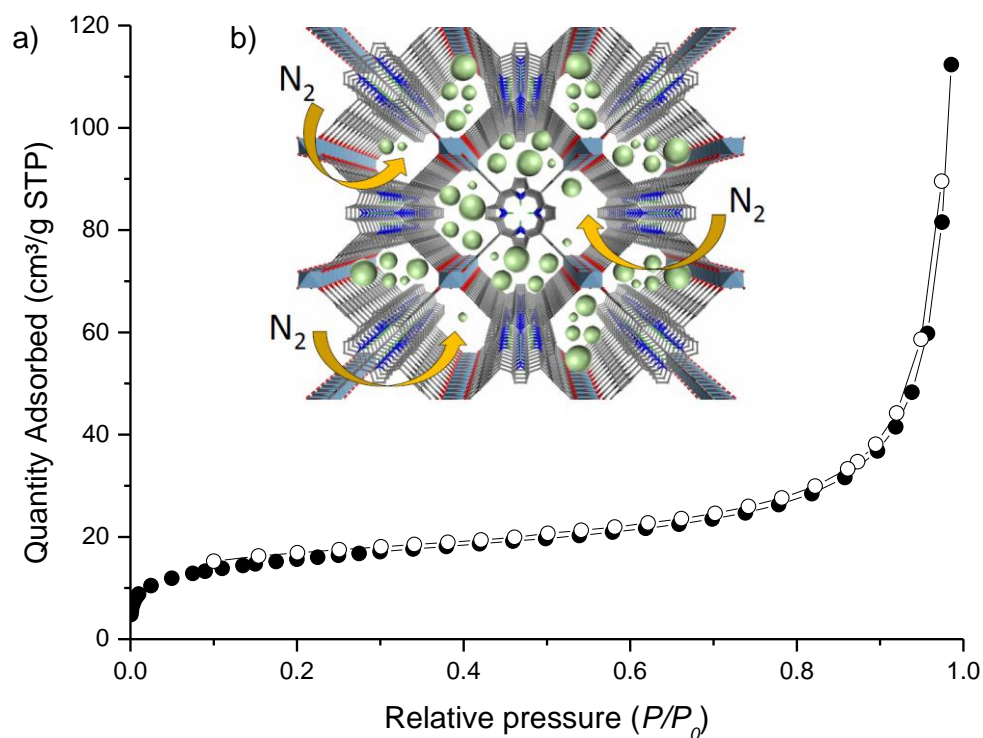 a)
b)
N₂
N₂
N₂
120
100
80
60
40
20
0
Quantity Adsorbed (cm³/g STP)
0.0 0.2 0.4 0.6 0.8 1.0
Relative pressure (P/P₀)